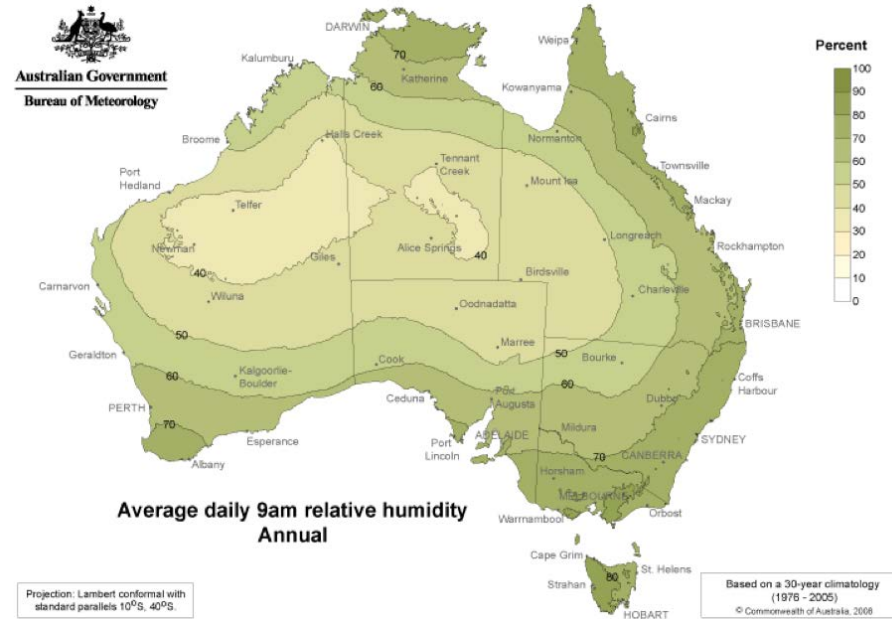 Australian Government
Bureau of Meteorology
DARWIN
70
Katherine
60
Kalumburu
Weipa
Kowanyama
Normanton
Cairns
Townsville
Mackay
Rockhampton
Broome
Halls Creek
Port
Hedland
Telfer
Newman
40
Tennant
Creek
Mount Isa
Alice Springs
40
Giles
Longreach
Birdsville
Charleville
Carnarvon
Wiluna
Oodnadatta
BRISBANE
50
Marree
50
Bourke
Geraldton
60
Kalgoorlie-
Boulder
Cook
60
Coffs
Harbour
PERTH
70
Ceduna
Port
Augusta
Dubbo
Esperance
Port
Lincoln
ADELAIDE
Mildura
SYDNEY
Albany
70
CANBERRA
Horsham
MELBOURNE
Warrnambool
Orbost
Cape Grim
80
St. Helens
Strahan
HOBART
Percent
100
90
80
70
60
50
40
30
20
10
0
Average daily 9am relative humidity
Annual
Projection: Lambert conformal with
standard parallels 10°S, 40°S.
Based on a 30-year climatology
(1976 - 2005)
© Commonwealth of Australia, 2008